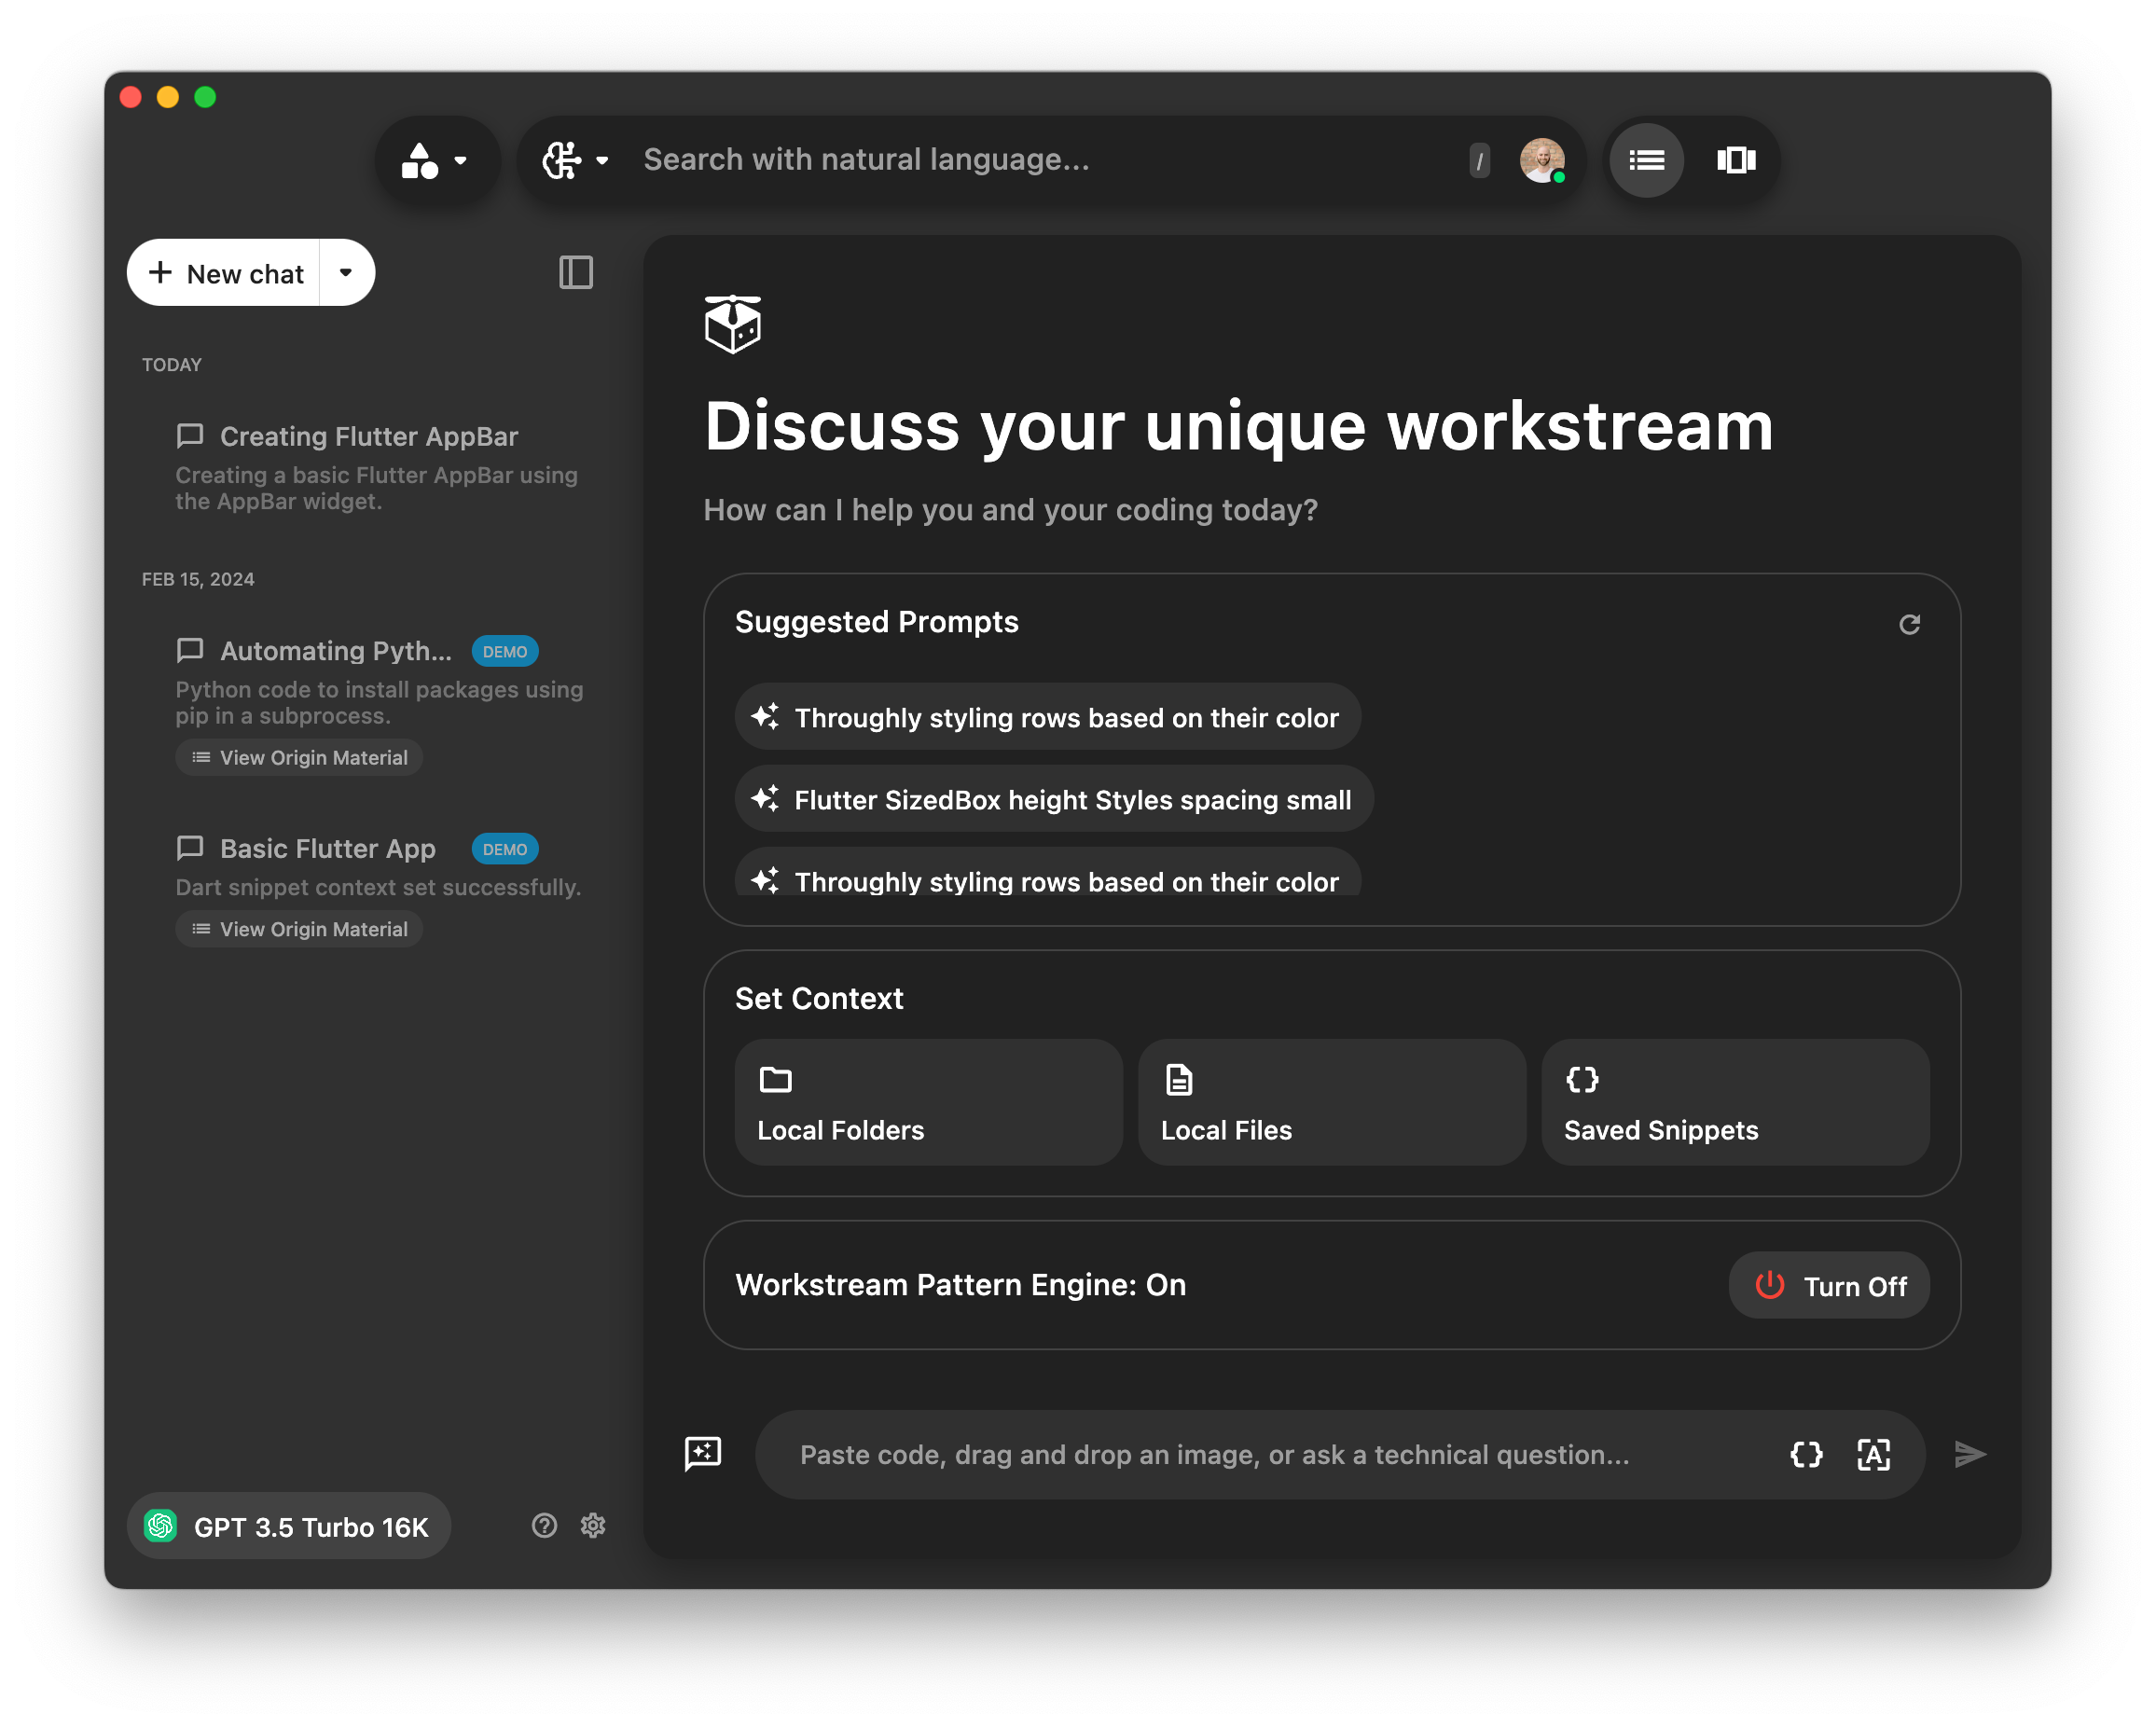 Search with natural language...
/
New chat
TODAY
Creating Flutter AppBar
Creating a basic Flutter AppBar using
the AppBar widget.
FEB 15, 2024
Automating Pyth... DEMO
Python code to install packages using
pip in a subprocess.
View Origin Material
Basic Flutter App DEMO
Dart snippet context set successfully.
View Origin Material
GPT 3.5 Turbo 16K
Discuss your unique workstream
How can I help you and your coding today?
Suggested Prompts
Throughly styling rows based on their color
Flutter SizedBox height Styles spacing small
Throughly styling rows based on their color
Set Context
Local Folders
Local Files
Saved Snippets
Workstream Pattern Engine: On
Turn Off
Paste code, drag and drop an image, or ask a technical question...